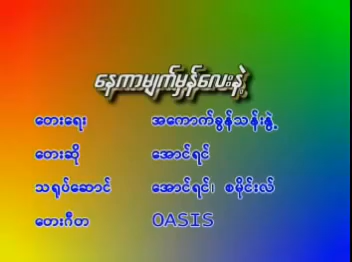 နေကာမျက်မှန်လေးနဲ့
တေးရေး အကောက်ခွန်သန်းနွဲ့
တေးဆို အောင်ရင်
သရုပ်ဆောင် အောင်ရင်၊ စမိုင်းလ်
တေးဂီတ OASIS